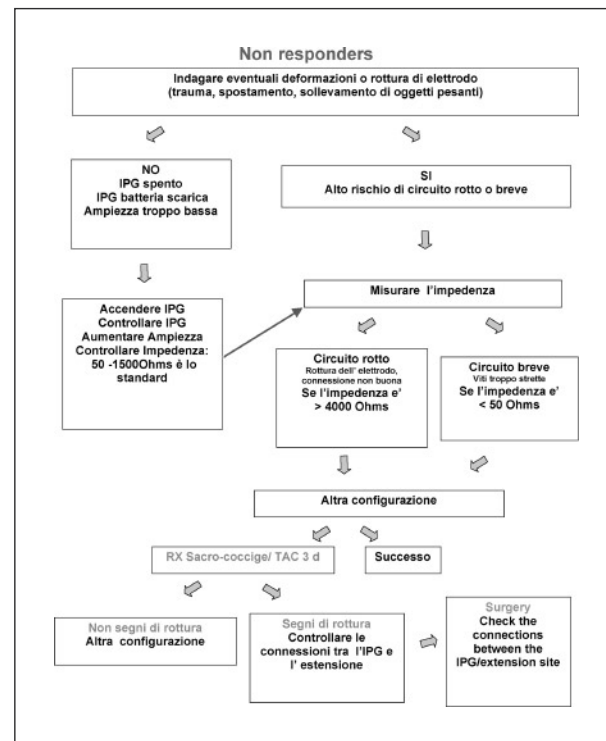 Non responders
Indagare eventuali deformazioni o rottura di elettrodo
(trauma, spostamento, sollevamento di oggetti pesanti)
NO
IPG spento
IPG batteria scarica
Ampiezza troppo bassa
SI
Alto rischio di circuito rotto o breve
Accendere IPG
Controllare IPG
Aumentare Ampiezza
Controllare Impedenza:
50 -1500Ohms è lo
standard
Misurare l'impedenza
Circuito rotto
Rottura dell' elettrodo,
connessione non buona
Se l'impedenza e'
> 4000 Ohms
Circuito breve
Viti troppo strette
Se l'impedenza e'
< 50 Ohms
Altra configurazione
RX Sacro-coccige/ TAC 3 d
Successo
Non segni di rottura
Altra configurazione
Segni di rottura
Controllare le
connessioni tra l'IPG e
l' estensione
Surgery
Check the
connections
between the
IPG/extension site